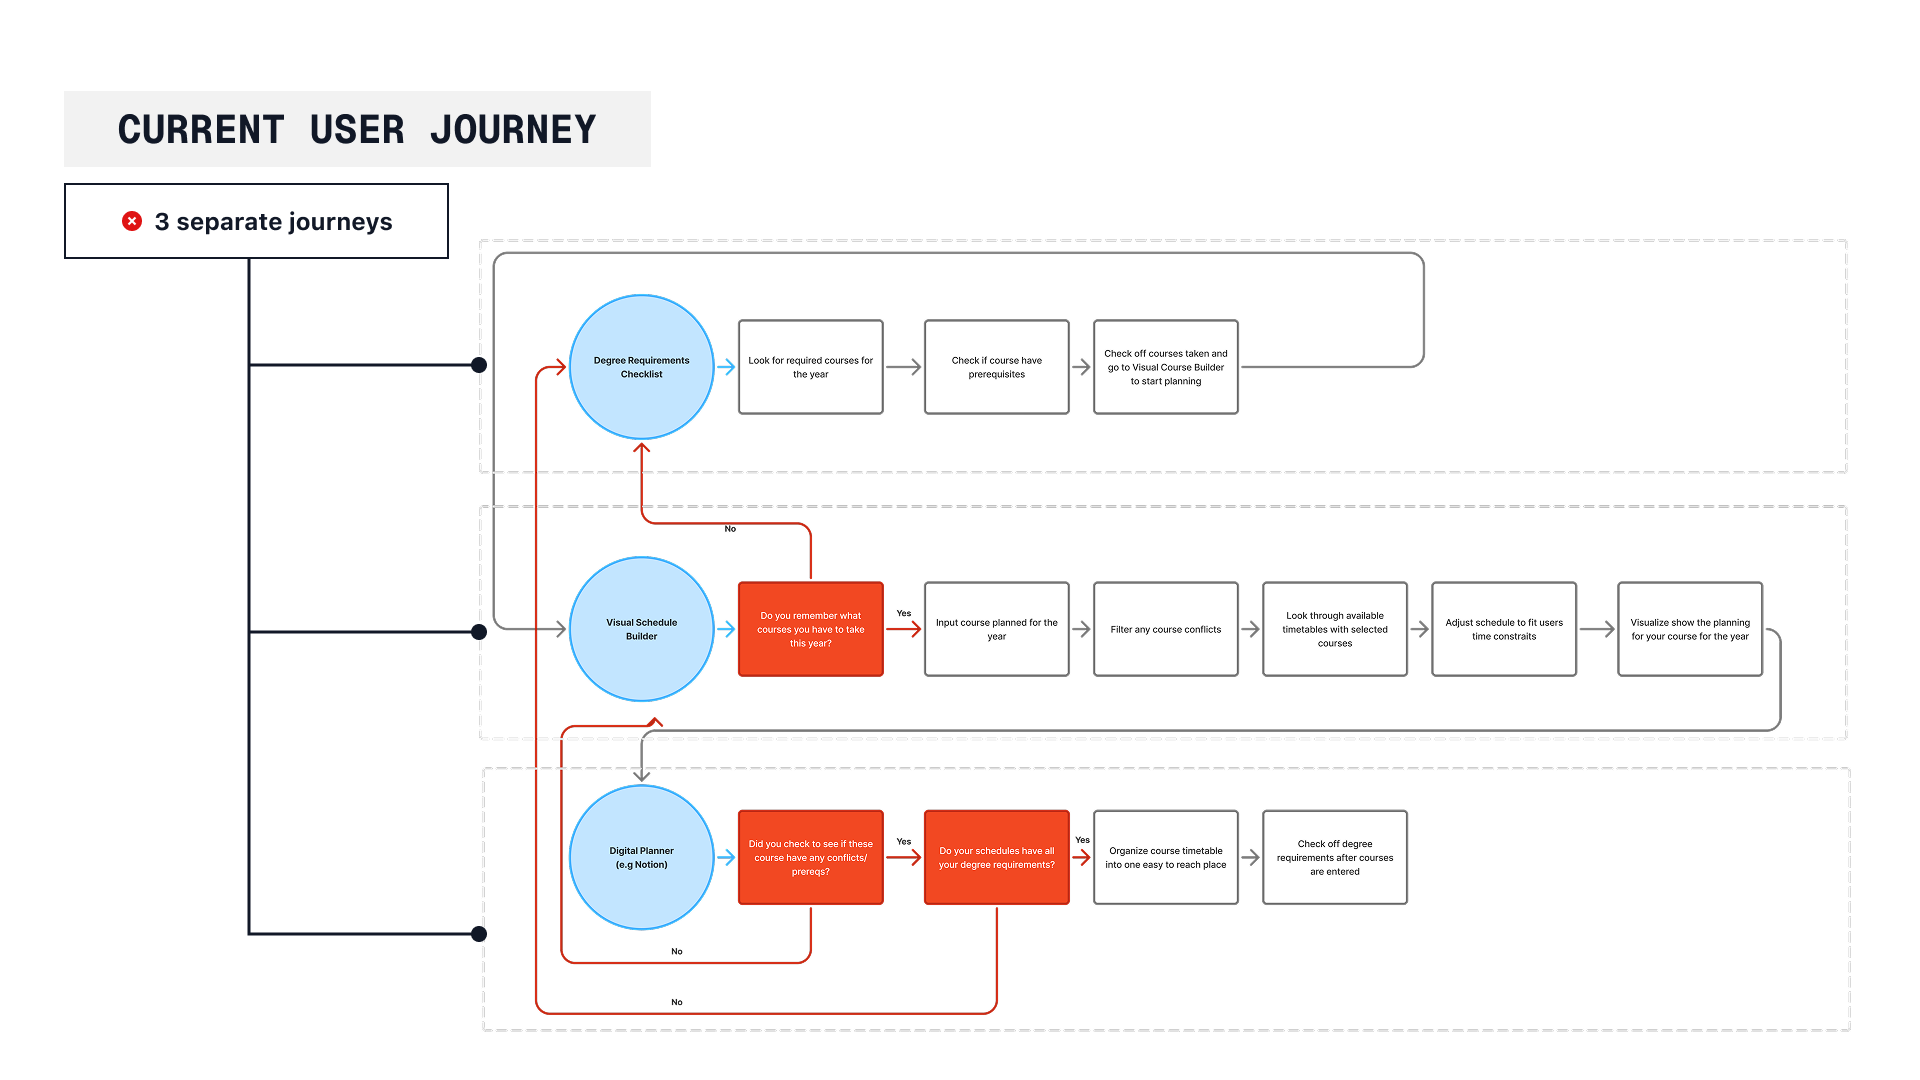 CURRENT USER JOURNEY
3 separate journeys
Degree Requirements
Checklist
Look for required courses for
the year
Check if course have
prerequisites
Check off courses taken and
go to Visual Course Builder
to start planning
No
Visual Schedule
Builder
Do you remember what
courses you have to take
this year?
Yes
Input course planned for the
year
Filter any course conflicts
Look through available
timetables with selected
courses
Adjust schedule to fit users
time constraits
Visualize show the planning
for your course for the year
Digital Planner
(e.g Notion)
Did you check to see if these
course have any conflicts/
prereqs?
Yes
Do your schedules have all
your degree requirements?
Yes
Organize course timetable
into one easy to reach place
Check off degree
requirements after courses
are entered
No
No